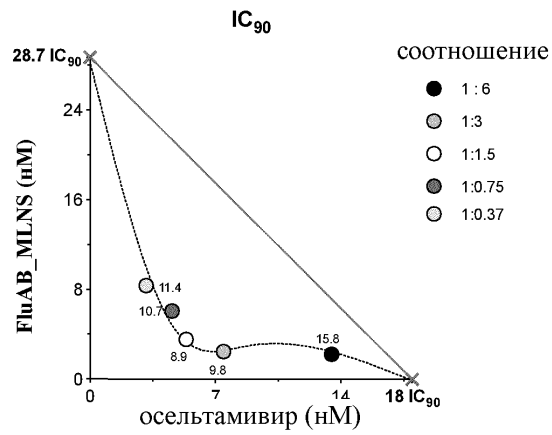 IC90
28.7 IC90
24
16
8
0
FluAB_MLNS (нМ)
11.4
10.7
8.9
9.8
15.8
0
7
14
18 IC90
осельтамивир (нМ)
соотношение
1 : 6
1:3
1:1.5
1:0.75
1:0.37